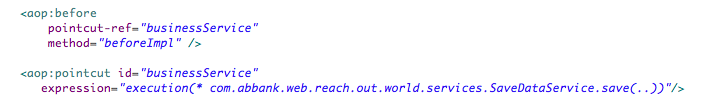 <aop:before
pointcut-ref="businessService"
method="beforeImpl" />
<aop:pointcut id="businessService"
expression="execution(* com.abbank.web.reach.out.world.services.SaveDataService.save(..))"/>